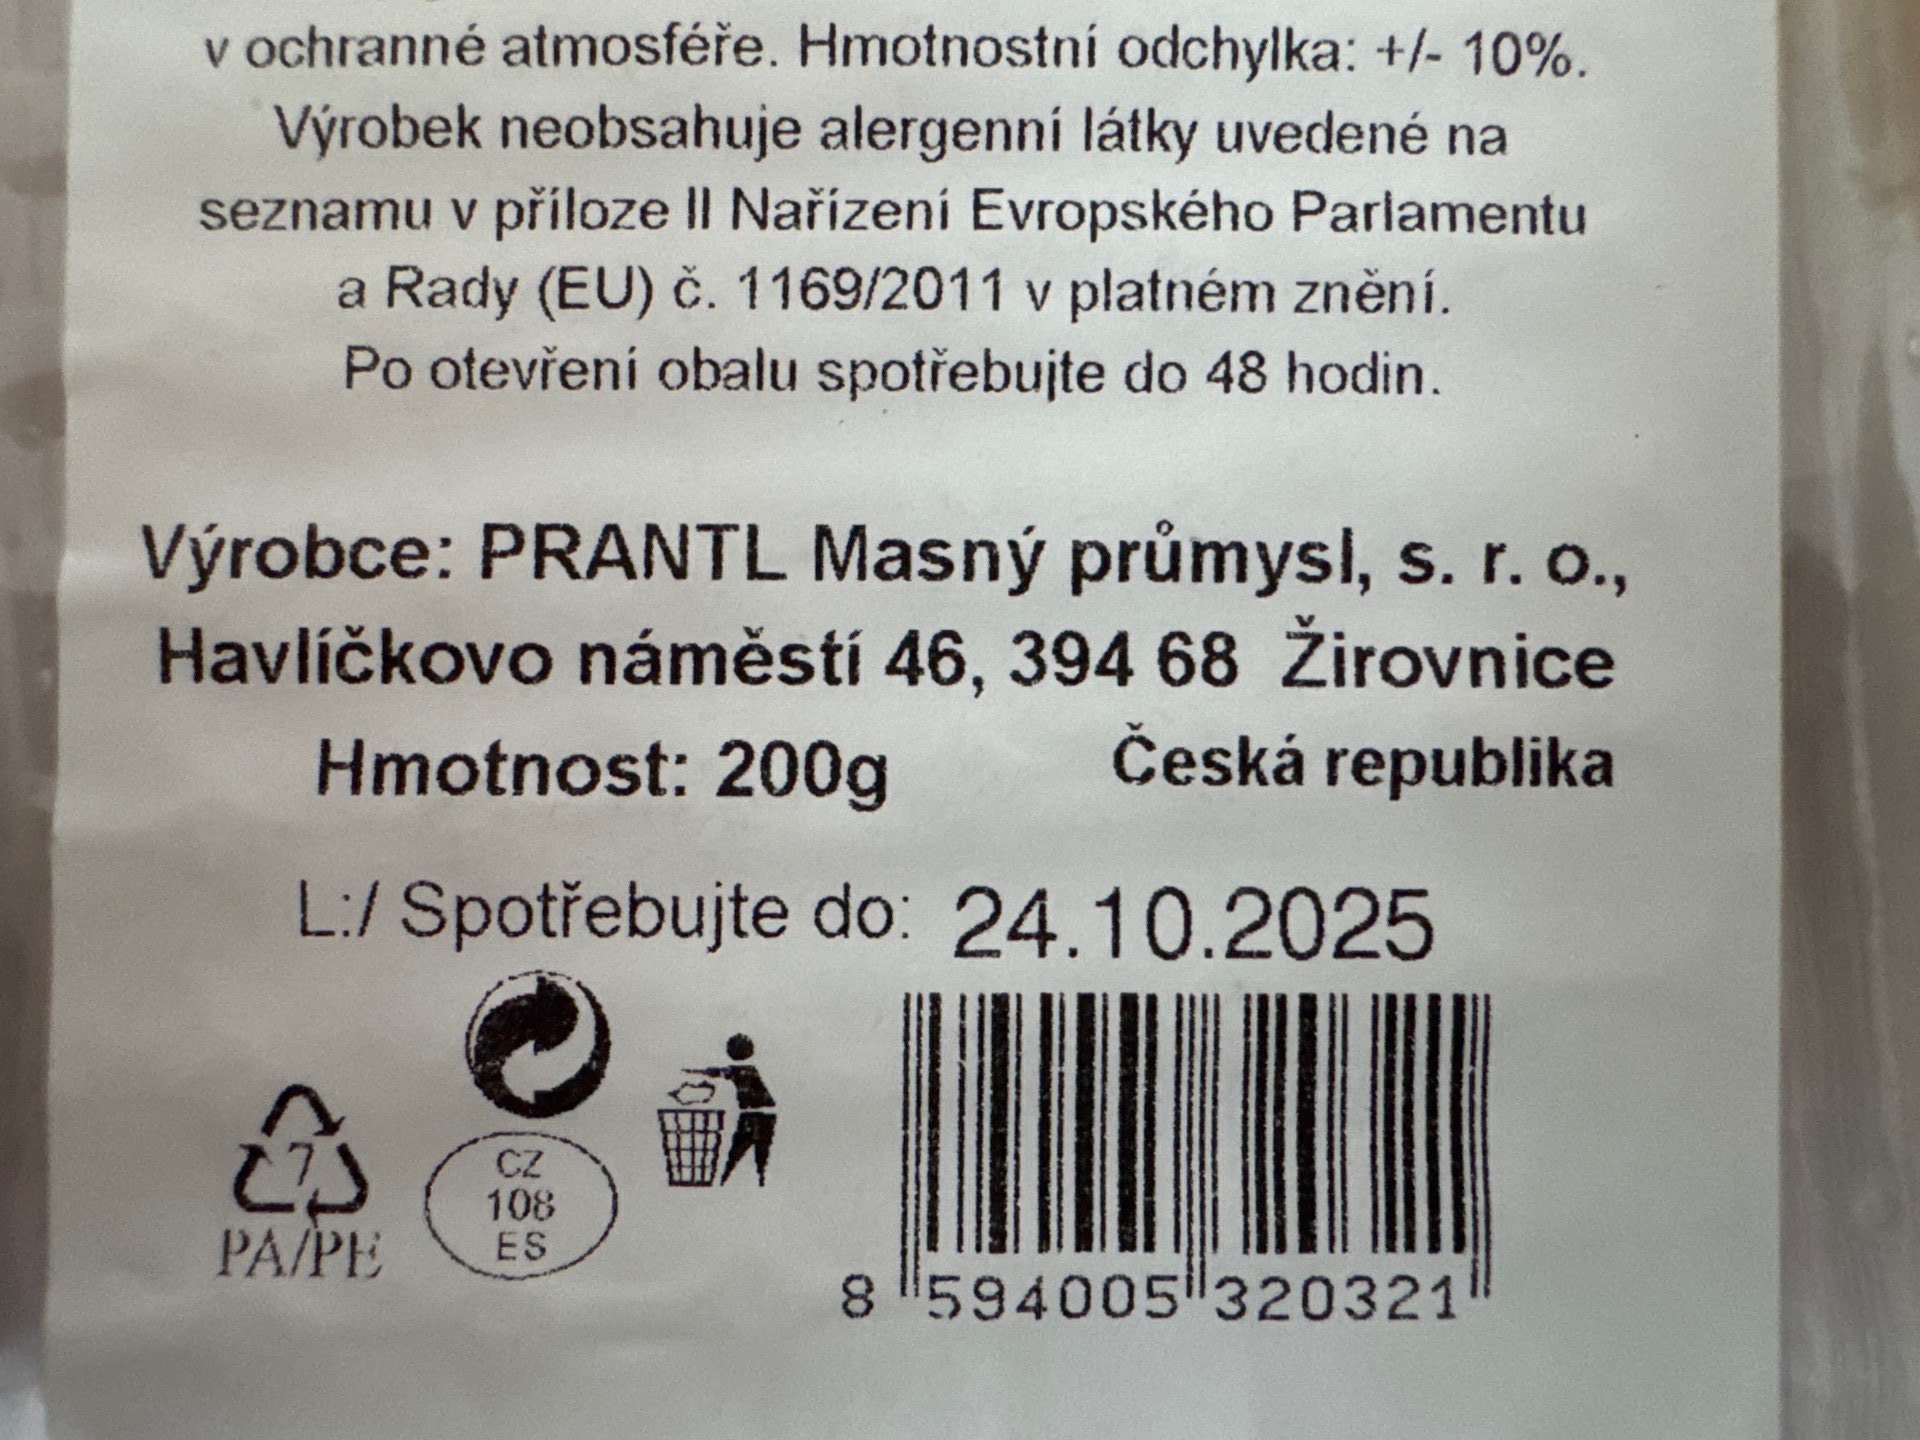 v ochranné atmosféře. Hmotnostní odchylka: +/- 10%.
Výrobek neobsahuje alergenní látky uvedené na
seznamu v příloze II Nařízení Evropského Parlamentu
a Rady (EU) č. 1169/2011 v platném znění.
Po otevření obalu spotřebujte do 48 hodin.
Výrobce: PRANTL Masný průmysl, s. r. o.,
Havlíčkovo náměstí 46, 394 68 Žirovnice
Hmotnost: 200g Česká republika
L:/ Spotřebujte do: 24.10.2025
7
PA/PE
CZ
108
ES
8 594005 320321